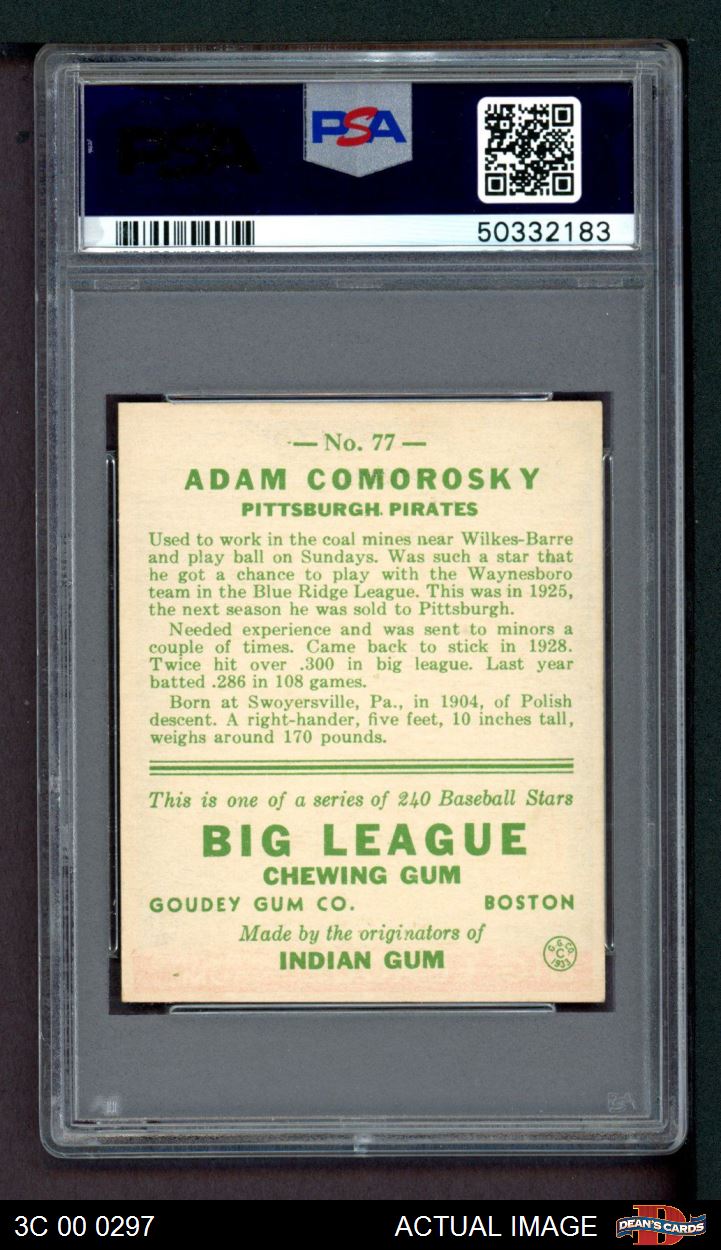 PSA
PSA
50332183
— No. 77 —
ADAM COMOROSKY
PITTSBURGH PIRATES
Used to work in the coal mines near Wilkes-Barre
and play ball on Sundays. Was such a star that
he got a chance to play with the Waynesboro
team in the Blue Ridge League. This was in 1925,
the next season he was sold to Pittsburgh.
Needed experience and was sent to minors a
couple of times. Came back to stick in 1928.
Twice hit over .300 in big league. Last year
batted .286 in 108 games.
Born at Swoyersville, Pa., in 1904, of Polish
descent. A right-hander, five feet, 10 inches tall,
weighs around 170 pounds.
This is one of a series of 240 Baseball Stars
BIG LEAGUE
CHEWING GUM
GOUDEY GUM CO. BOSTON
Made by the originators of
INDIAN GUM
G. G. CO.
C
1933
3C 00 0297 ACTUAL IMAGE DEAN'S CARDS